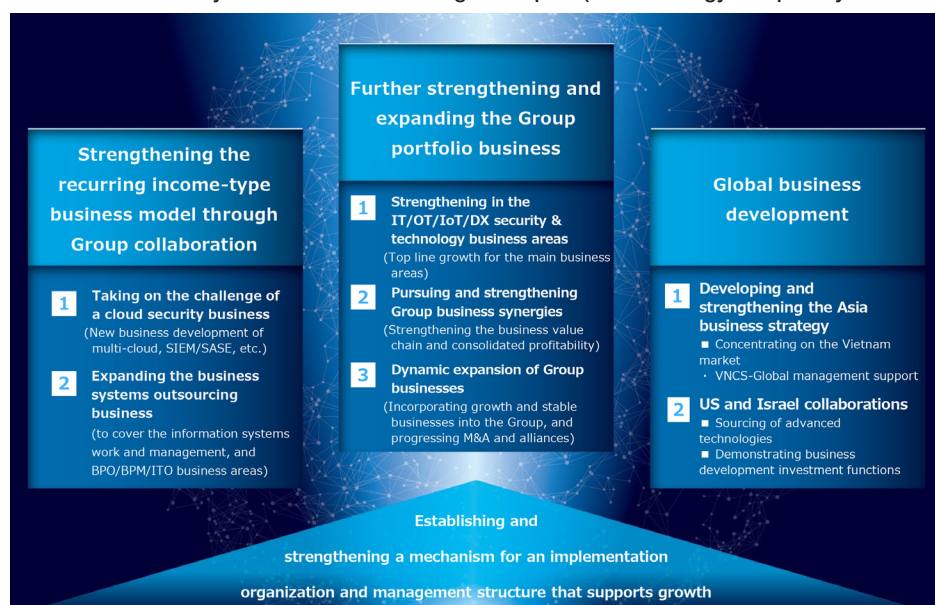 Strengthening the
recurring income-type
business model through
Group collaboration
1 Taking on the challenge of
a cloud security business
(New business development of
multi-cloud, SIEM/SASE, etc.)
2 Expanding the business
systems outsourcing
business
(to cover the information systems
work and management, and
BPO/BPM/ITO business areas)
Further strengthening and
expanding the Group
portfolio business
1 Strengthening in the
IT/OT/IoT/DX security &
technology business areas
(Top line growth for the main business
areas)
2 Pursuing and strengthening
Group business synergies
(Strengthening the business value
chain and consolidated profitability)
3 Dynamic expansion of Group
businesses
(Incorporating growth and stable
businesses into the Group, and
progressing M&A and alliances)
Global business
development
1 Developing and
strengthening the Asia
business strategy
■ Concentrating on the Vietnam
market
・ VNCS-Global management support
2 US and Israel collaborations
■ Sourcing of advanced
technologies
■ Demonstrating business
development investment functions
Establishing and
strengthening a mechanism for an implementation
organization and management structure that supports growth